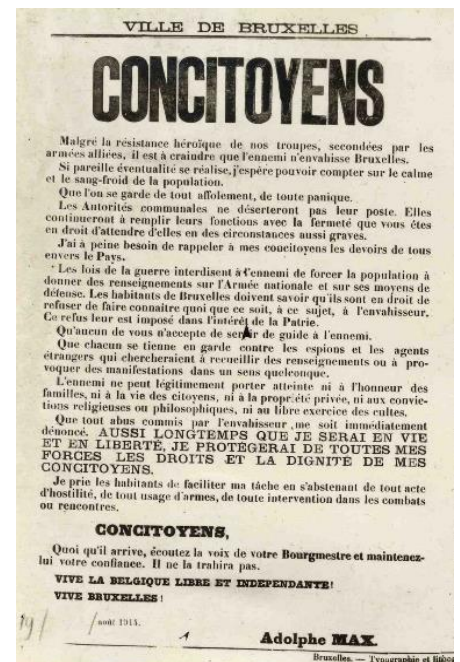 VILLE DE BRUXELLES
CONCITOYENS
Malgré la résistance héroïque de nos troupes, secondées par les
armées alliées, il est à craindre que l'ennemi n'envahisse Bruxelles.
Si pareille éventualité se réalise, j'espère pouvoir compter sur le calme
et le sang-froid de la population.
Que l'on se garde de tout affolement, de toute panique.
Les Autorités communales ne déserteront pas leur poste. Elles
continueront à remplir leurs fonctions avec la fermeté que vous êtes
en droit d'attendre d'elles en des circonstances aussi graves.
J'ai à peine besoin de rappeler à mes concitoyens les devoirs de tous
envers le Pays.
Les lois de la guerre interdisent à l'ennemi de forcer la population à
donner des renseignements sur l'Armée nationale et sur ses moyens de
défense. Les habitants de Bruxelles doivent savoir qu'ils sont en droit de
refuser de faire connaître quoi que ce soit, à ce sujet, à l'envahisseur.
Ce refus leur est imposé dans l'intérêt de la Patrie.
Qu'aucun de vous n'accepte de servir de guide à l'ennemi.
Que chacun se tienne en garde contre les espions et les agents
étrangers qui chercheraient à recueillir des renseignements ou à pro-
voquer des manifestations dans un sens quelconque.
L'ennemi ne peut légitimement porter atteinte ni à l'honneur des
familles, ni à la vie des citoyens, ni à la propriété privée, ni aux convic-
tions religieuses ou philosophiques, ni au libre exercice des cultes.
Que tout abus commis par l'envahisseur me soit immédiatement
dénoncé. AUSSI LONGTEMPS QUE JE SERAI EN VIE
ET EN LIBERTÉ, JE PROTÉGERAI DE TOUTES MES
FORCES LES DROITS ET LA DIGNITÉ DE MES
CONCITOYENS.
Je prie les habitants de faciliter ma tâche en s'abstenant de tout acte
d'hostilité, de tout usage d'armes, de toute intervention dans les combats
ou rencontres.
CONCITOYENS,
Quoi qu'il arrive, écoutez la voix de votre Bourgmestre et maintenez-
lui votre confiance. Il ne la trahira pas.
VIVE LA BELGIQUE LIBRE ET INDEPENDANTE!
VIVE BRUXELLES!
août 1914.
Adolphe MAX.
Bruxelles. — Typographie et